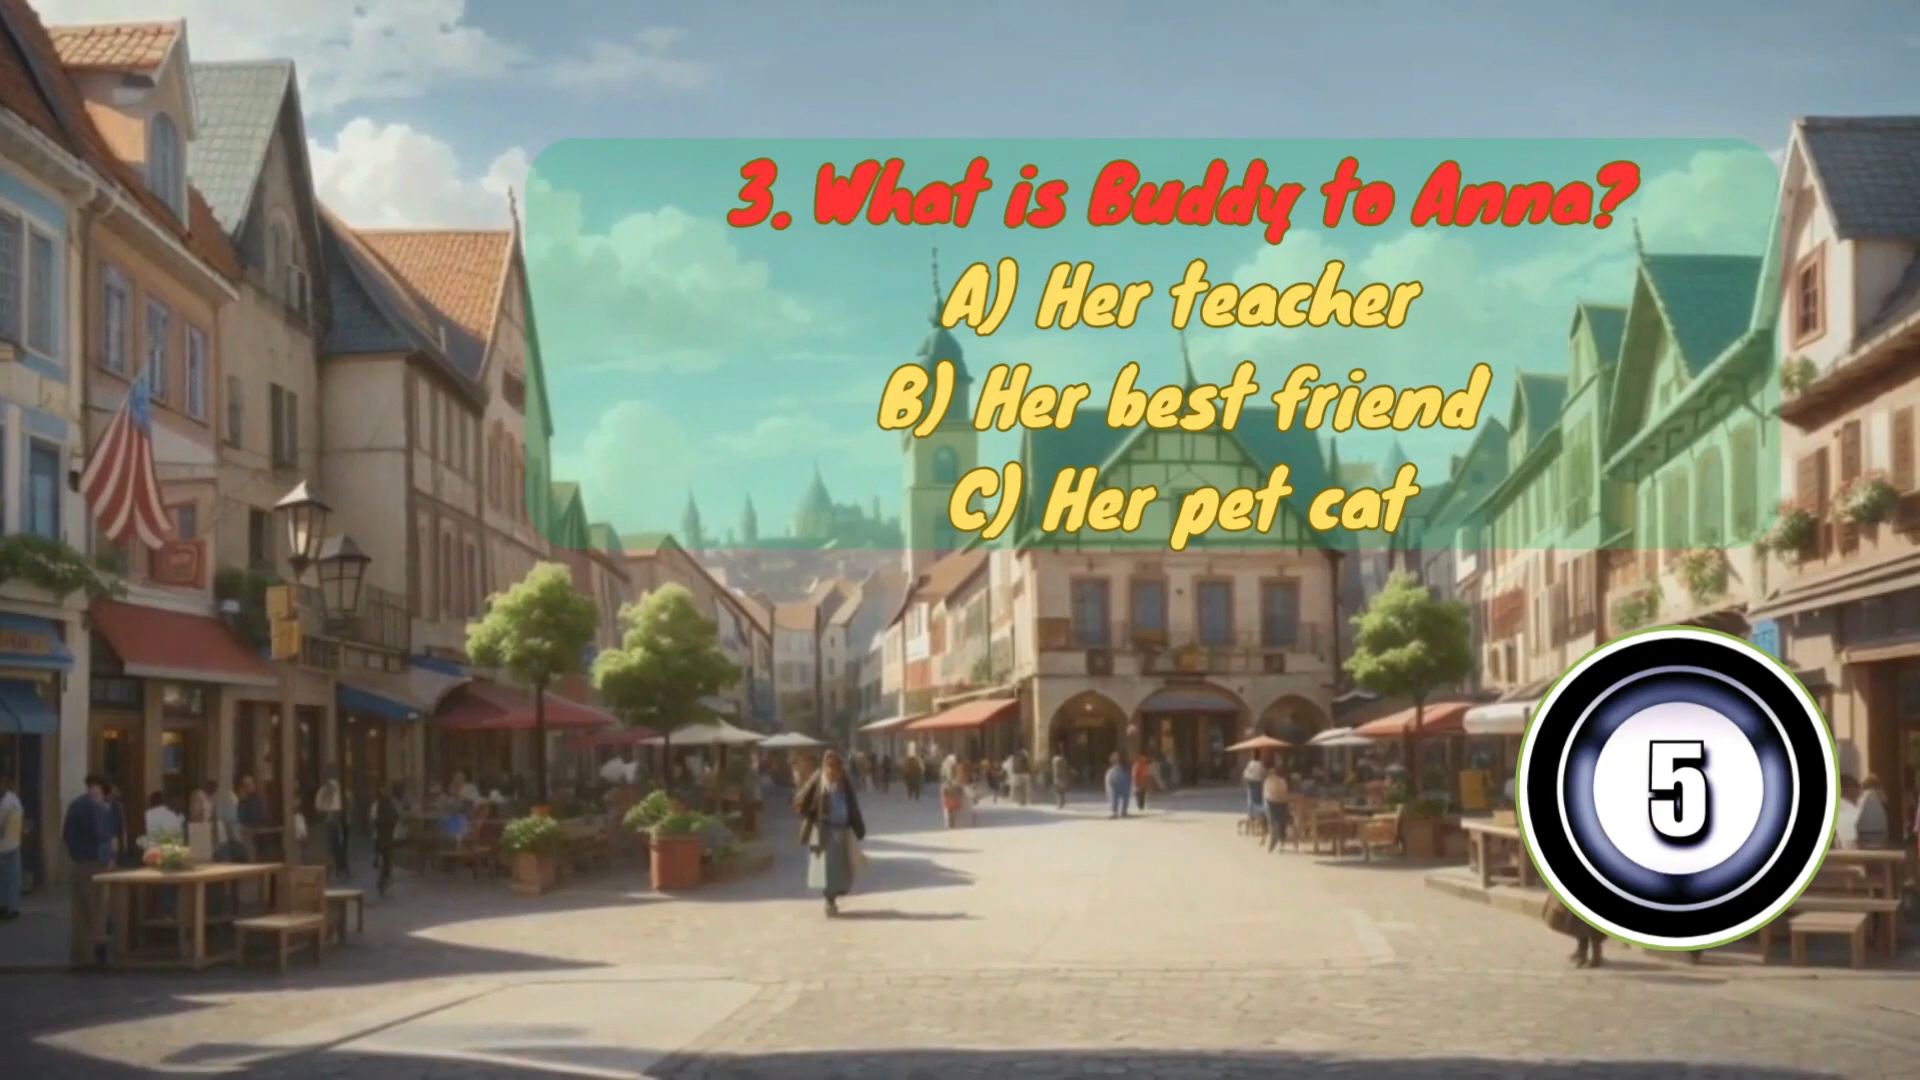 3. What is Buddy to Anna?
A) Her teacher
B) Her best friend
C) Her pet cat
5